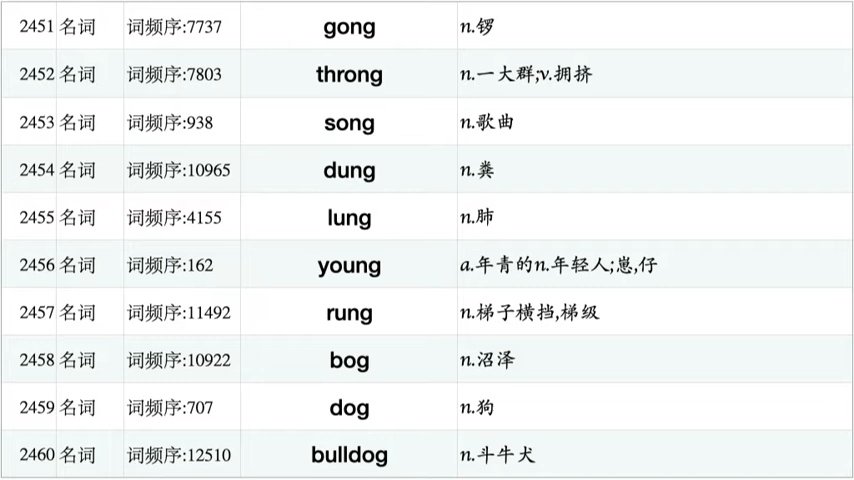 2451 名词 词频序:7737 gong n.锣
2452 名词 词频序:7803 throng n.一大群;v.拥挤
2453 名词 词频序:938 song n.歌曲
2454 名词 词频序:10965 dung n.粪
2455 名词 词频序:4155 lung n.肺
2456 名词 词频序:162 young a.年青的n.年轻人;崽,仔
2457 名词 词频序:11492 rung n.梯子横挡,梯级
2458 名词 词频序:10922 bog n.沼泽
2459 名词 词频序:707 dog n.狗
2460 名词 词频序:12510 bulldog n.斗牛犬